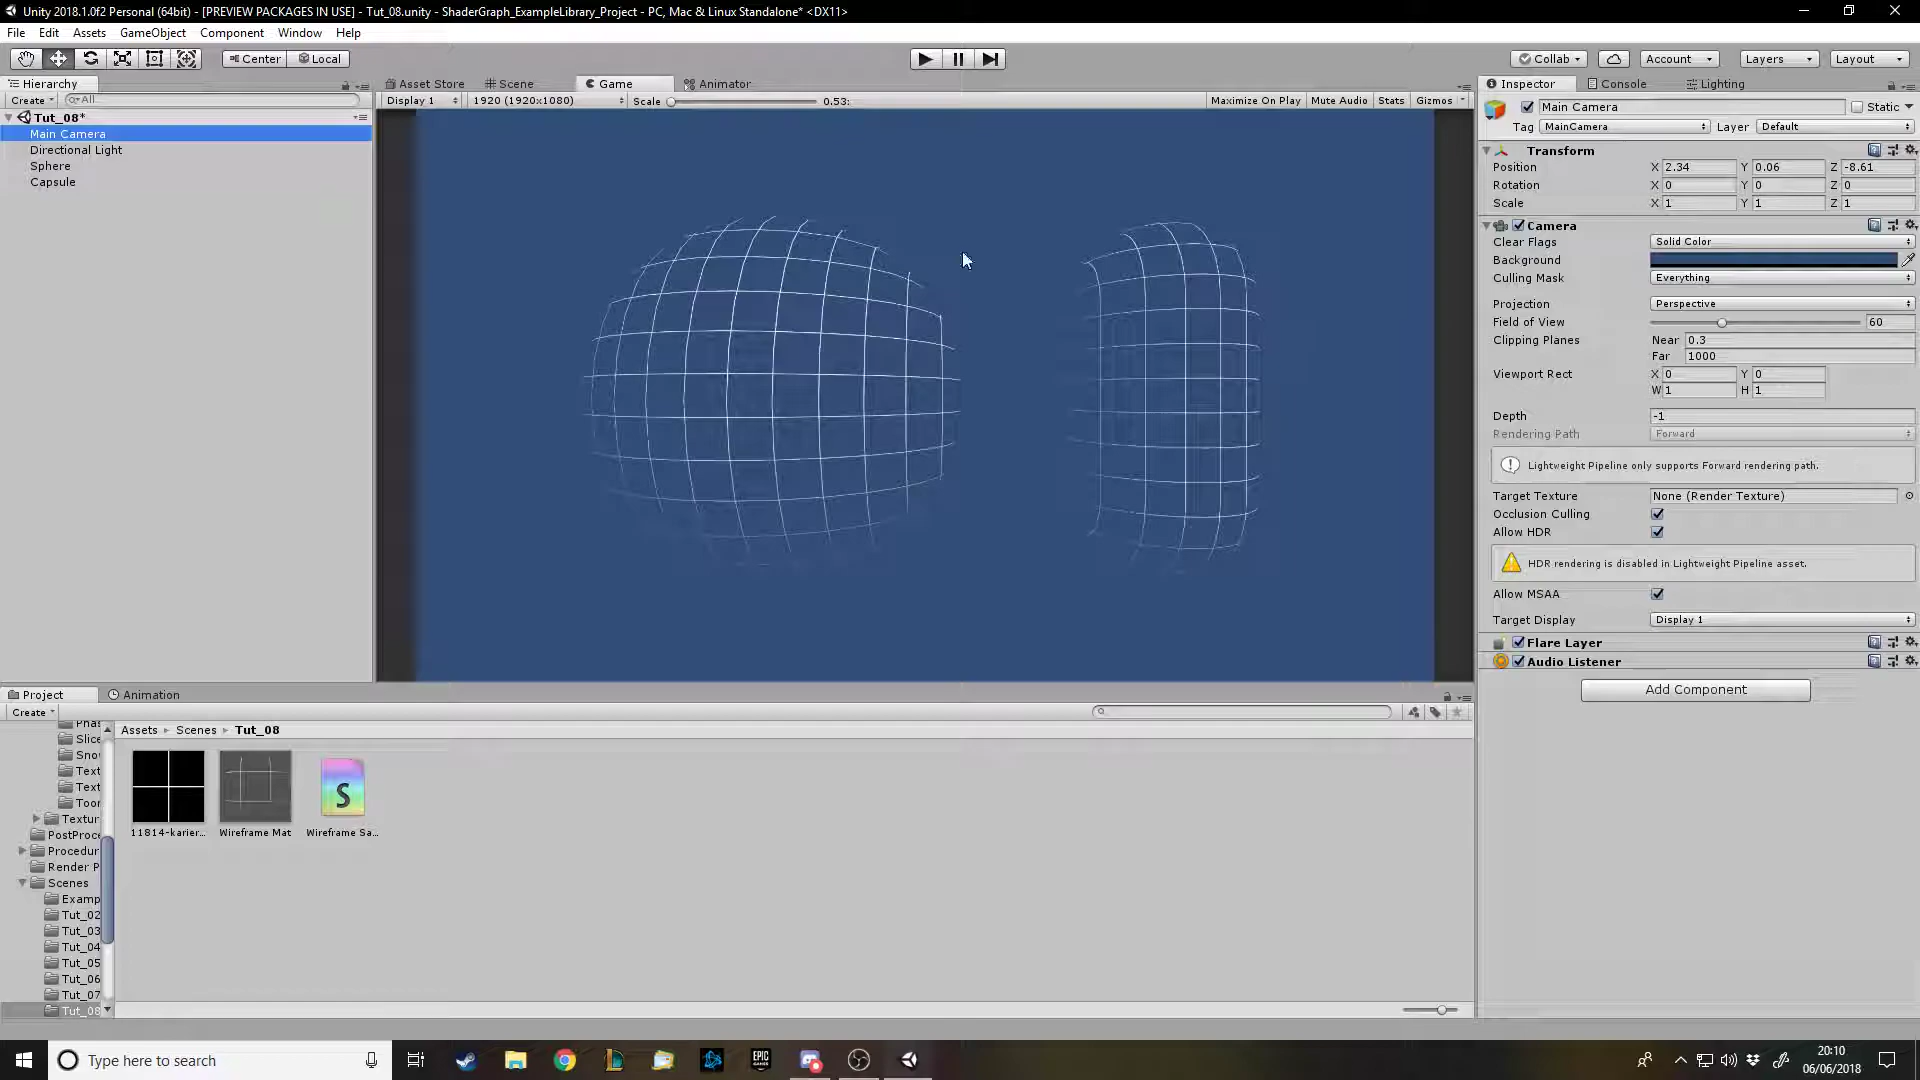 Unity 2018.1.0f2 Personal (64bit) - [PREVIEW PACKAGES IN USE] - Tut_08.unity - ShaderGraph_ExampleLibrary_Project - PC, Mac & Linux Standalone* <DX11>
File Edit Assets GameObject Component Window Help
Center Local Collab Account Layers Layout
Hierarchy Asset Store Scene Game Animator Inspector Console Lighting
Create All Display 1 1920 (1920x1080) Scale 0.53: Maximize On Play Mute Audio Stats Gizmos
Main Camera Static
Tut_08*
Tag MainCamera Layer Default
Main Camera
Directional Light
Sphere
Capsule
Transform
Position X 2.34 Y 0.06 Z -8.61
Rotation X 0 Y 0 Z 0
Scale X 1 Y 1 Z 1
Camera
Clear Flags Solid Color
Background
Culling Mask Everything
Projection Perspective
Field of View 60
Clipping Planes Near 0.3
Far 1000
Viewport Rect X 0 Y 0
W 1 H 1
Depth -1
Rendering Path Forward
Lightweight Pipeline only supports Forward rendering path.
Target Texture None (Render Texture)
Occlusion Culling
Allow HDR
HDR rendering is disabled in Lightweight Pipeline asset.
Allow MSAA
Target Display Display 1
Flare Layer
Audio Listener
Add Component
Project Animation
Create
Assets Scenes Tut_08
Phas
Slice
Snov
Text
Text
Toor
Textur
PostProce
Procedur
Render P
Scenes
Examp
Tut_02
Tut_03
Tut_04
Tut_05
Tut_06
Tut_07
Tut_08
11814-karier... Wireframe Mat Wireframe Sa...
Type here to search
EPIC GAMES
20:10
06/06/2018